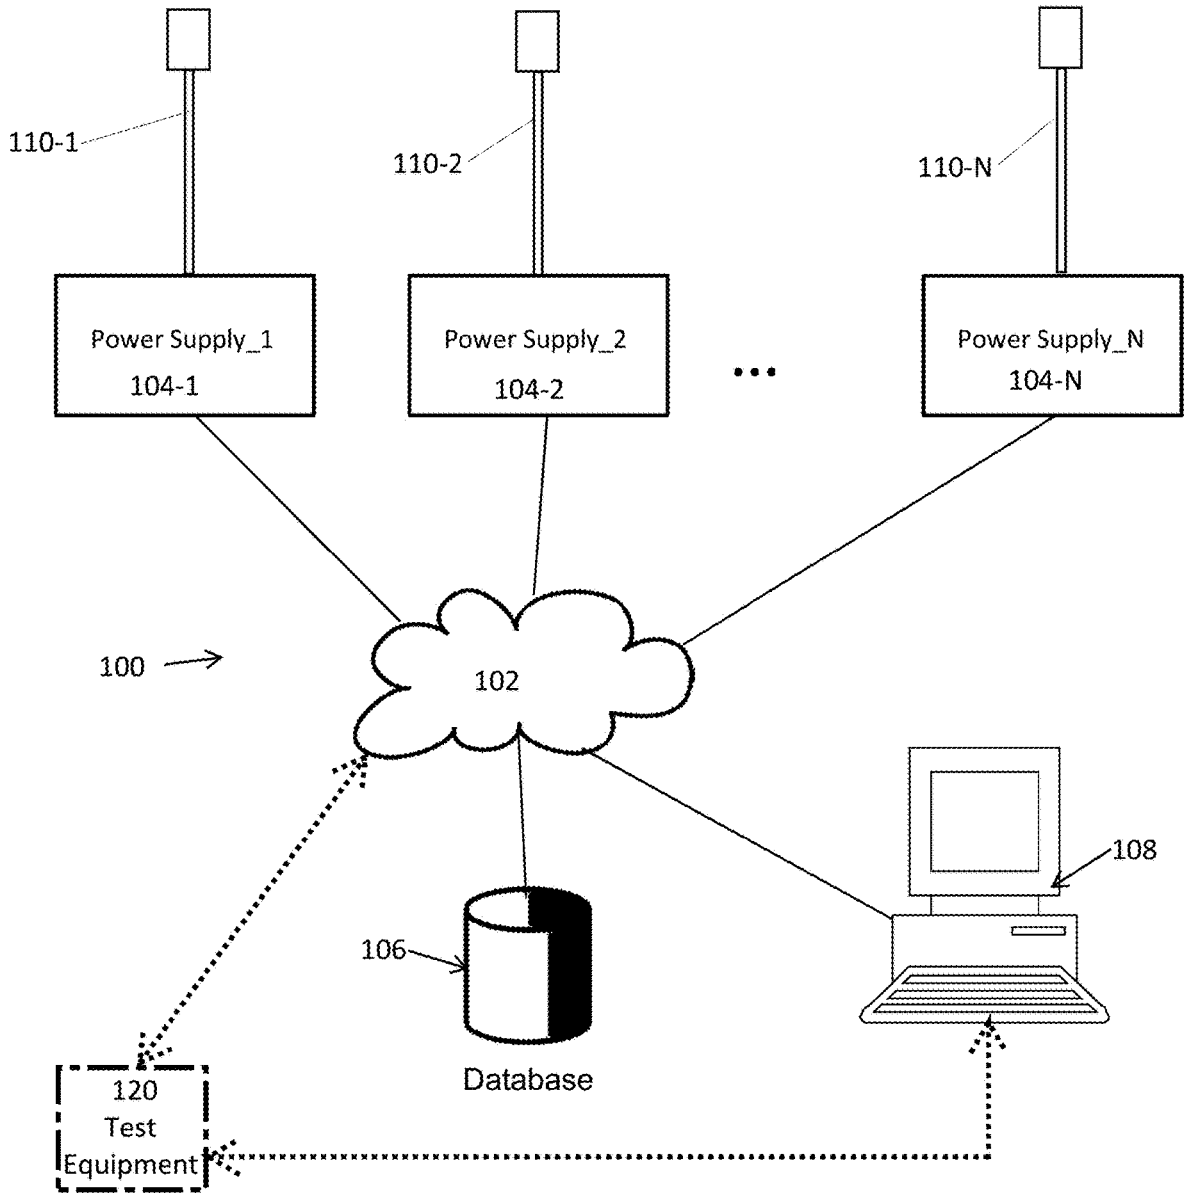 110-1
110-2
110-N
Power Supply_1
104-1
Power Supply_2
104-2
...
Power Supply_N
104-N
100
102
108
106
Database
120
Test
Equipment